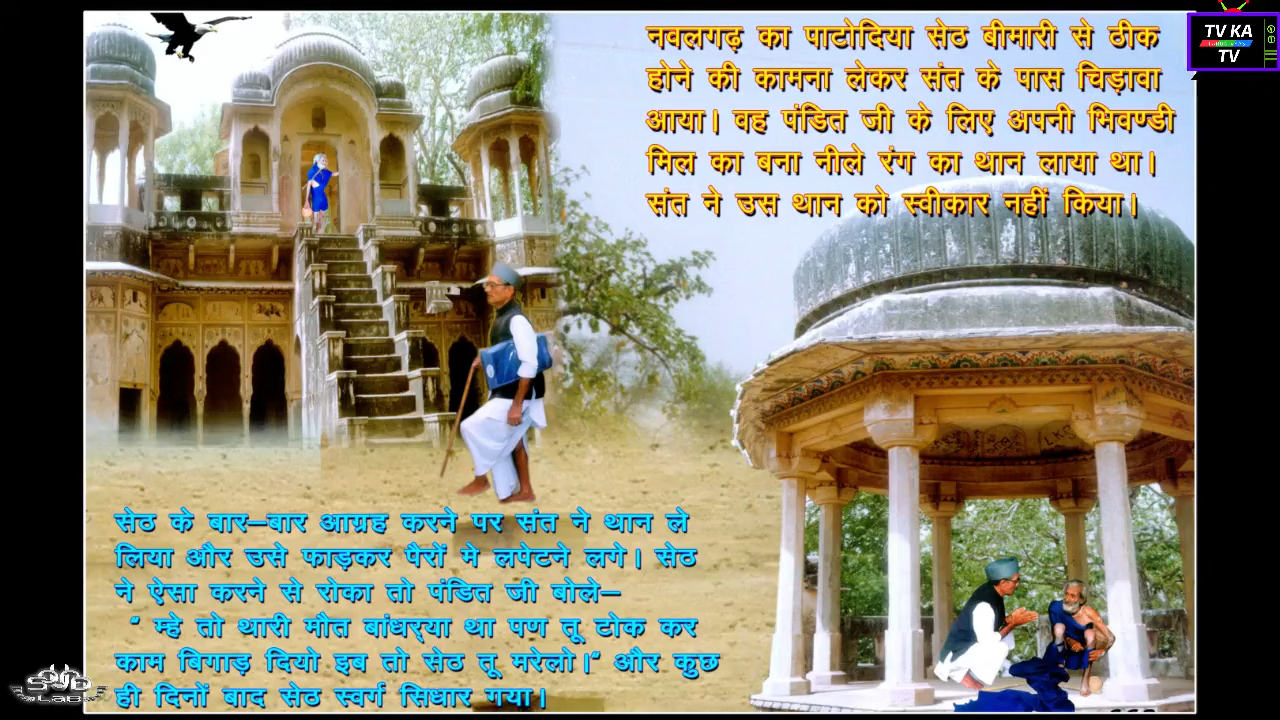 नवलगढ़ का पाटोदिया सेठ बीमारी से ठीक
होने की कामना लेकर संत के पास चिड़ावा
आया। वह पंडित जी के लिए अपनी भिवण्डी
मिल का बना नीले रंग का थान लाया था।
संत ने उस थान को स्वीकार नहीं किया।
TV KA
TV
सेठ के बार–बार आग्रह करने पर संत ने थान ले
लिया और उसे फाड़कर पैरों मे लपेटने लगे। सेठ
ने ऐसा करने से रोका तो पंडित जी बोले–
“ म्हे तो थारी मौत बांधर्‌या था पण तू टोक कर
काम बिगाड़ दियो इब तो सेठ तू मरेलो।“ और कुछ
ही दिनों बाद सेठ स्वर्ग सिधार गया।
LAB